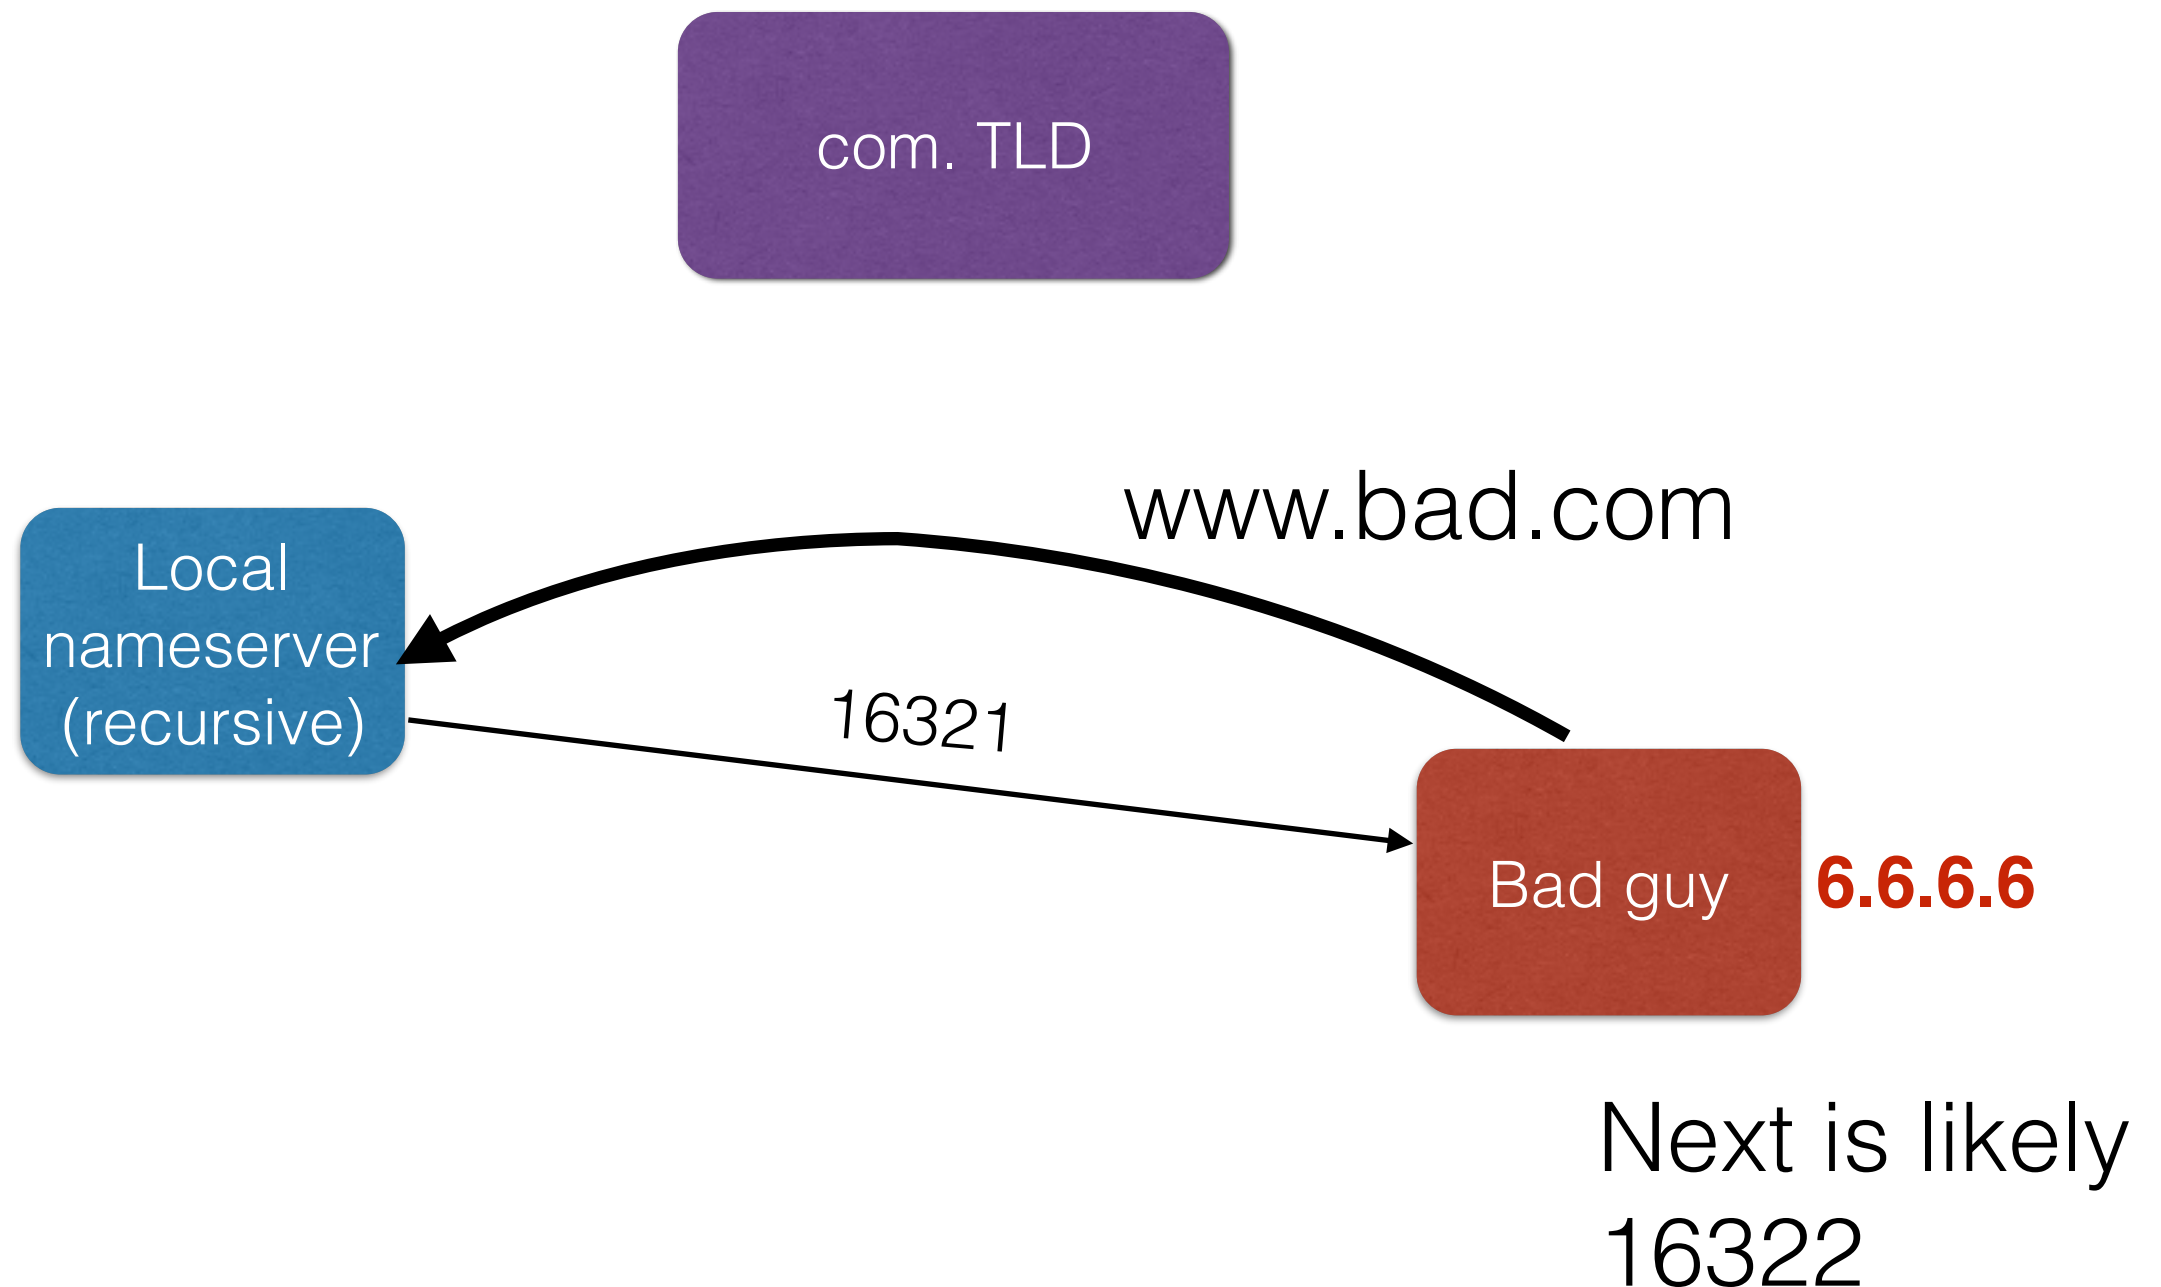 com. TLD
www.bad.com
Local
nameserver
(recursive)
16321
Bad guy
6.6.6.6
Next is likely
16322